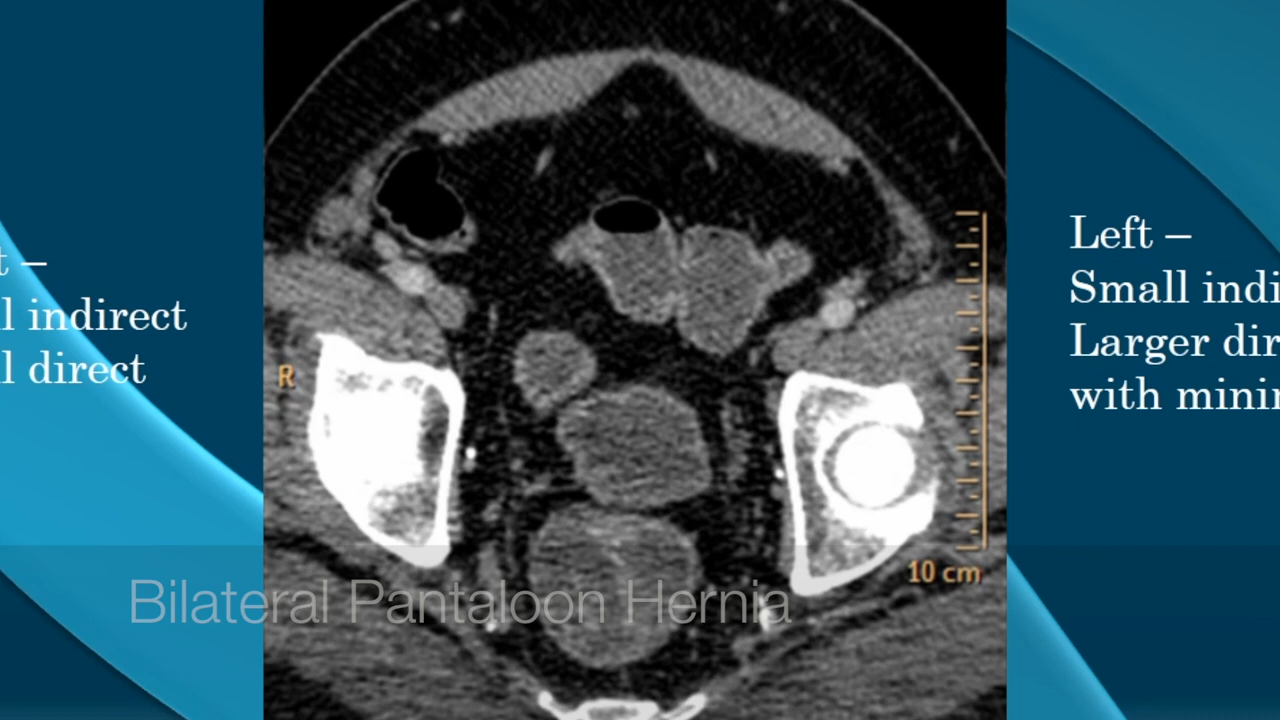 t –
l indirect
l direct
R
10 cm
Left –
Small indi
Larger dir
with minin
Bilateral Pantaloon Hernia